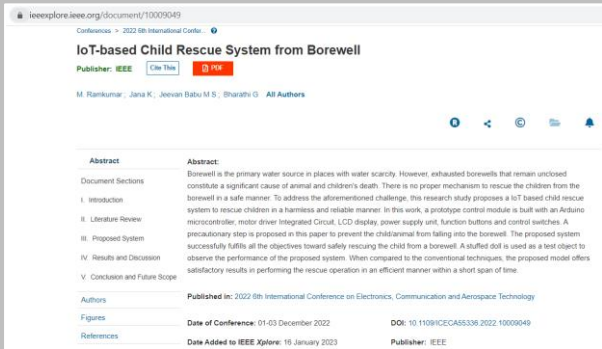 ieeexplore.ieee.org/document/10009049
Conferences > 2022 6th International Confer...
IoT-based Child Rescue System from Borewell
Publisher: IEEE
Cite This
PDF
M. Ramkumar; Jana K; Jeevan Babu M S; Bharathi G All Authors
Abstract
Document Sections
I. Introduction
II. Literature Review
III. Proposed System
IV. Results and Discussion
V. Conclusion and Future Scope
Authors
Figures
References
Abstract:
Borewell is the primary water source in places with water scarcity. However, exhausted borewells that remain unclosed
constitute a significant cause of animal and children's death. There is no proper mechanism to rescue the children from the
borewell in a safe manner. To address the aforementioned challenge, this research study proposes a IoT based child rescue
system to rescue children in a harmless and reliable manner. In this work, a prototype control module is built with an Arduino
microcontroller, motor driver Integrated Circuit, LCD display, power supply unit, function buttons and control switches. A
precautionary step is proposed in this paper to prevent the child/animal from falling into the borewell. The proposed system
successfully fulfills all the objectives toward safely rescuing the child from a borewell. A stuffed doll is used as a test object to
observe the performance of the proposed system. When compared to the conventional techniques, the proposed model offers
satisfactory results in performing the rescue operation in an efficient manner within a short span of time.
Published in: 2022 6th International Conference on Electronics, Communication and Aerospace Technology
Date of Conference: 01-03 December 2022
DOI: 10.1109/ICECA55336.2022.10009049
Date Added to IEEE Xplore: 16 January 2023
Publisher: IEEE